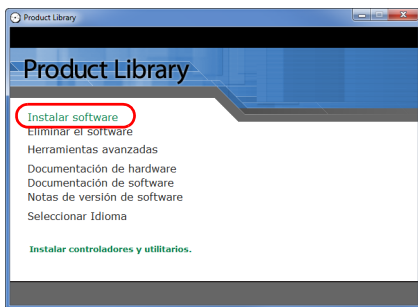 Product Library
Product Library
Instalar software
Eliminar el software
Herramientas avanzadas
Documentación de hardware
Documentación de software
Notas de versión de software
Seleccionar Idioma
Instalar controladores y utilitarios.